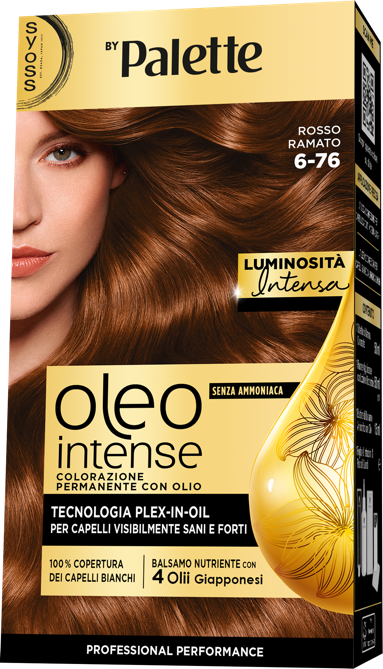 SYOSS
BY Palette
ROSSO
RAMATO
6-76
LUMINOSITÀ
Intensa
SENZA AMMONIACA
oleo
intense
COLORAZIONE
PERMANENTE CON OLIO
TECNOLOGIA PLEX-IN-OIL
PER CAPELLI VISIBILMENTE SANI E FORTI
100% COPERTURA
DEI CAPELLI BIANCHI
BALSAMO NUTRIENTE CON
4 Olii Giapponesi
PROFESSIONAL PERFORMANCE